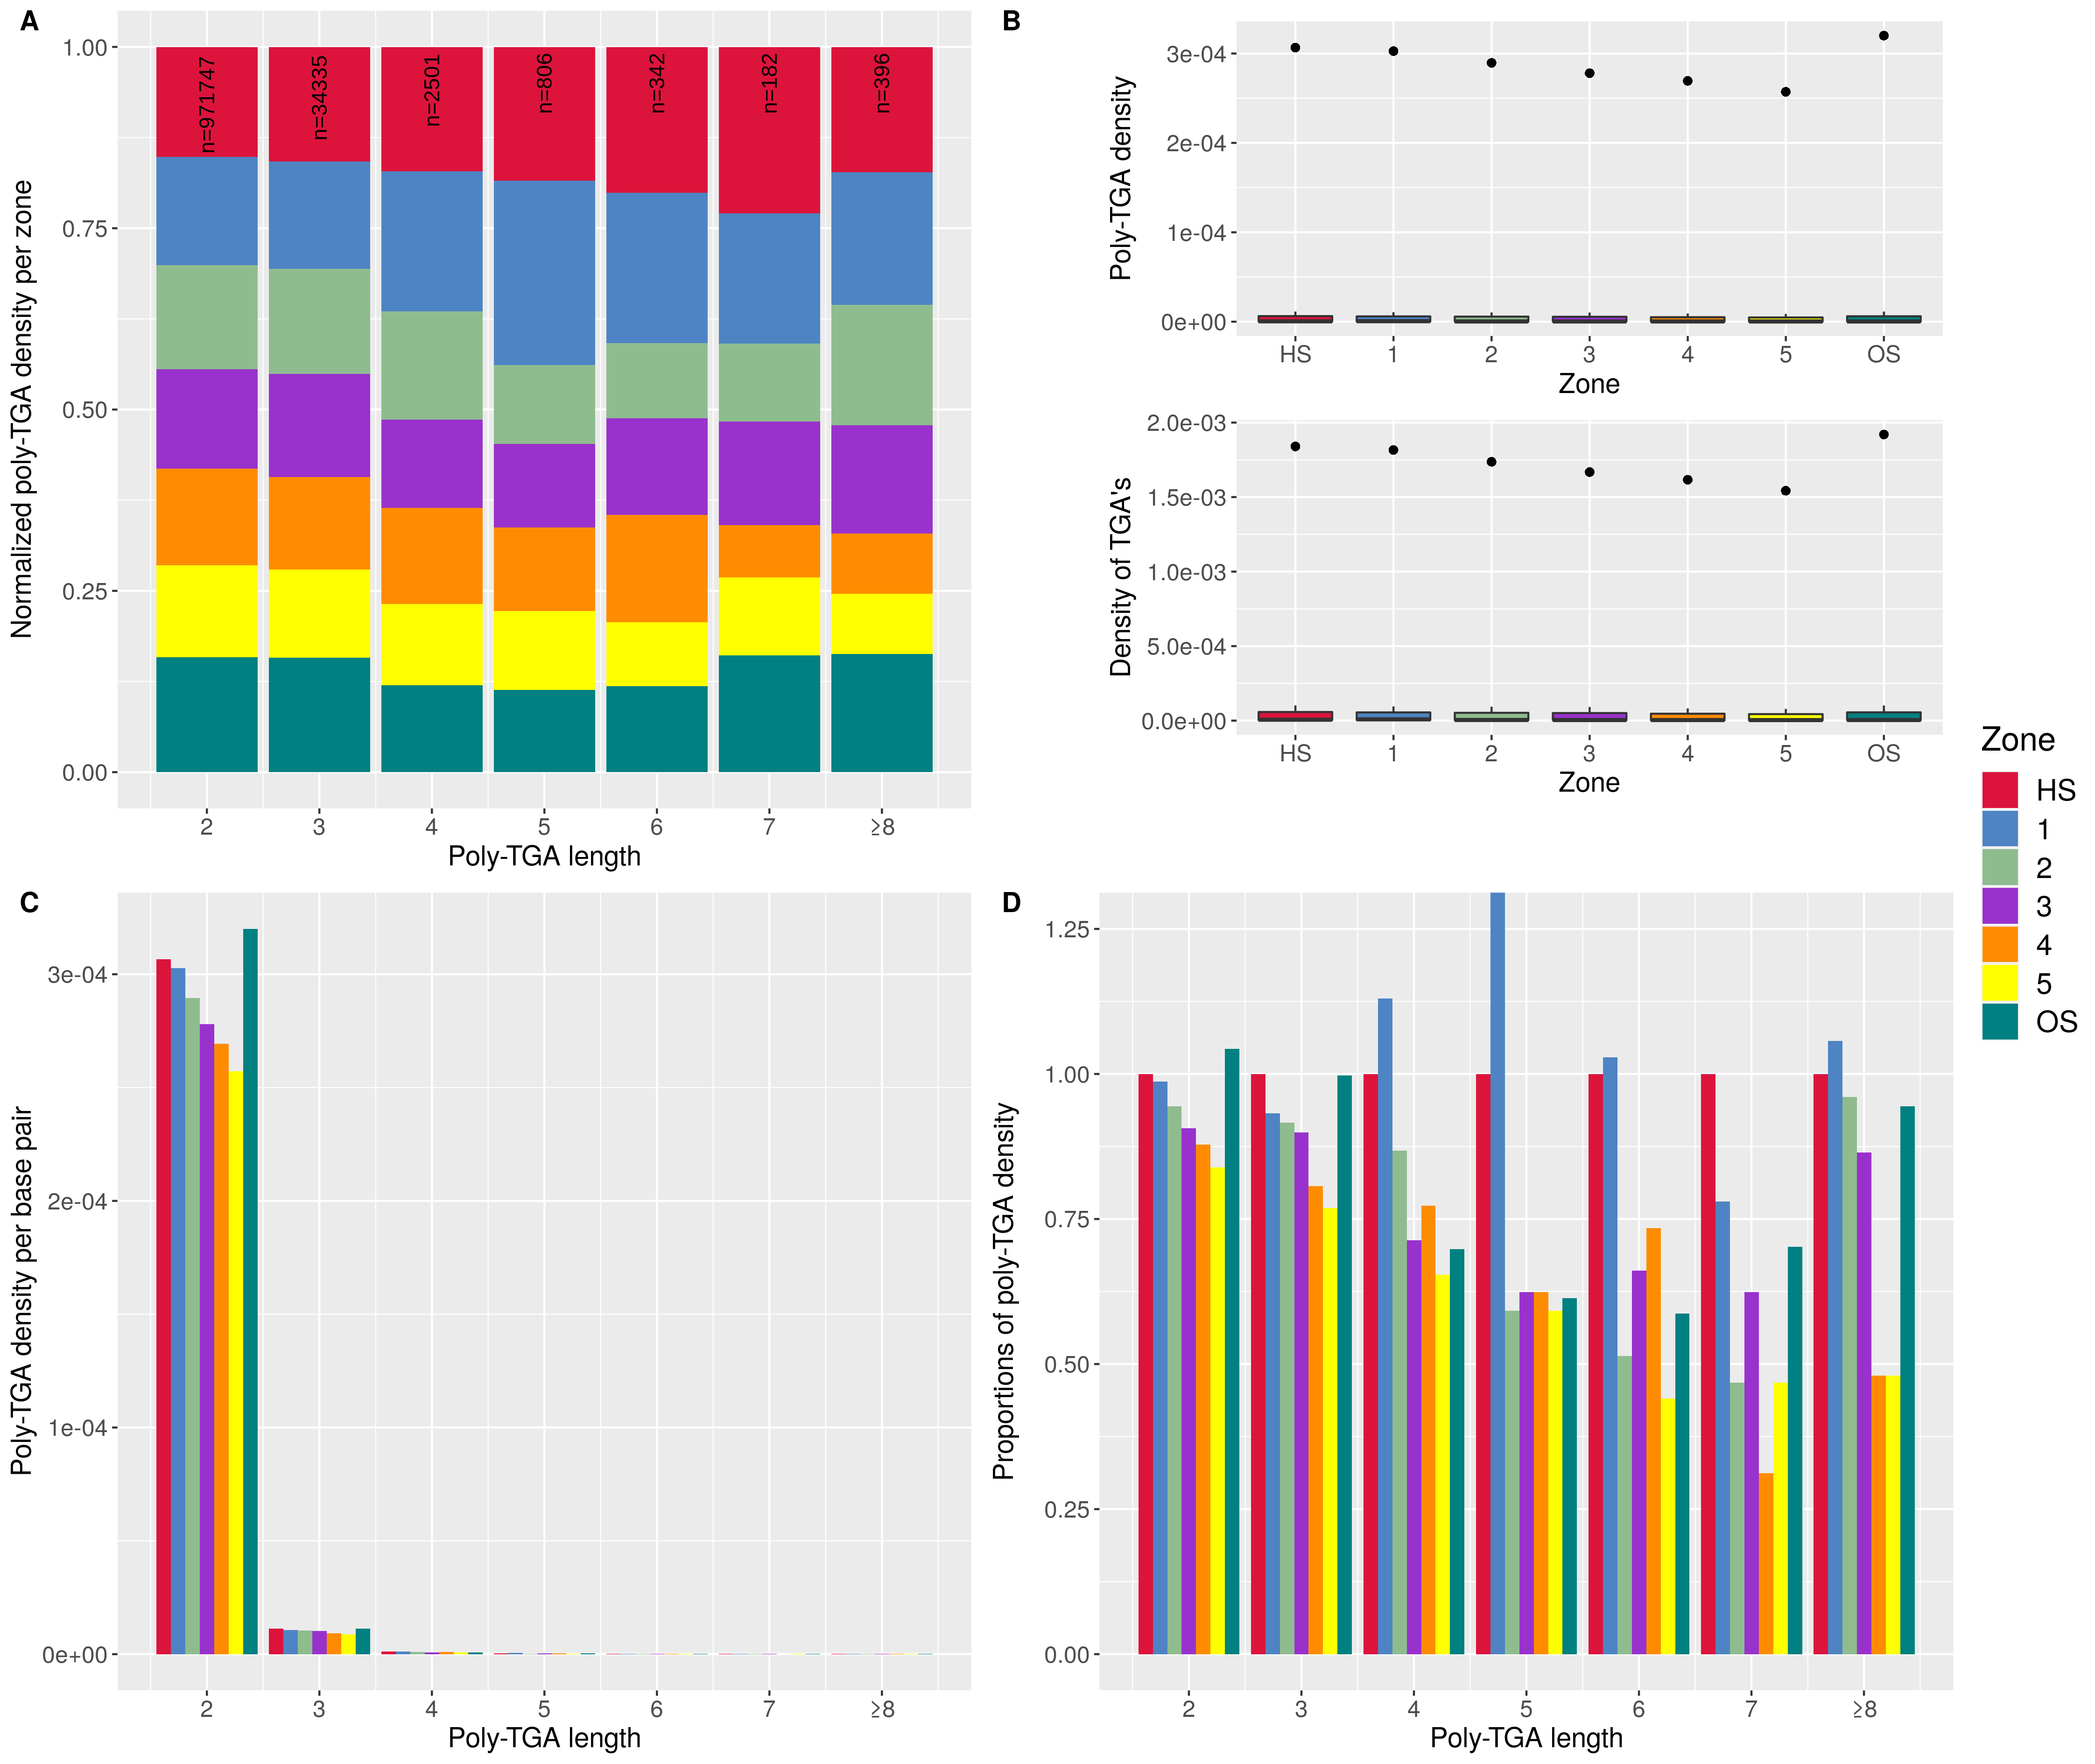 A
Normalized poly-TGA density per zone
1.00
0.75
0.50
0.25
0.00
n=971747
n=34335
n=2501
n=806
n=342
n=182
n=396
2 3 4 5 6 7 ≥8
Poly-TGA length
B
Poly-TGA density
3e-04
2e-04
1e-04
0e+00
HS 1 2 3 4 5 OS
Zone
Density of TGA's
2.0e-03
1.5e-03
1.0e-03
5.0e-04
0.0e+00
HS 1 2 3 4 5 OS
Zone
Zone
HS
1
2
3
4
5
OS
C
Poly-TGA density per base pair
3e-04
2e-04
1e-04
0e+00
2 3 4 5 6 7 ≥8
Poly-TGA length
D
Proportions of poly-TGA density
1.25
1.00
0.75
0.50
0.25
0.00
2 3 4 5 6 7 ≥8
Poly-TGA length